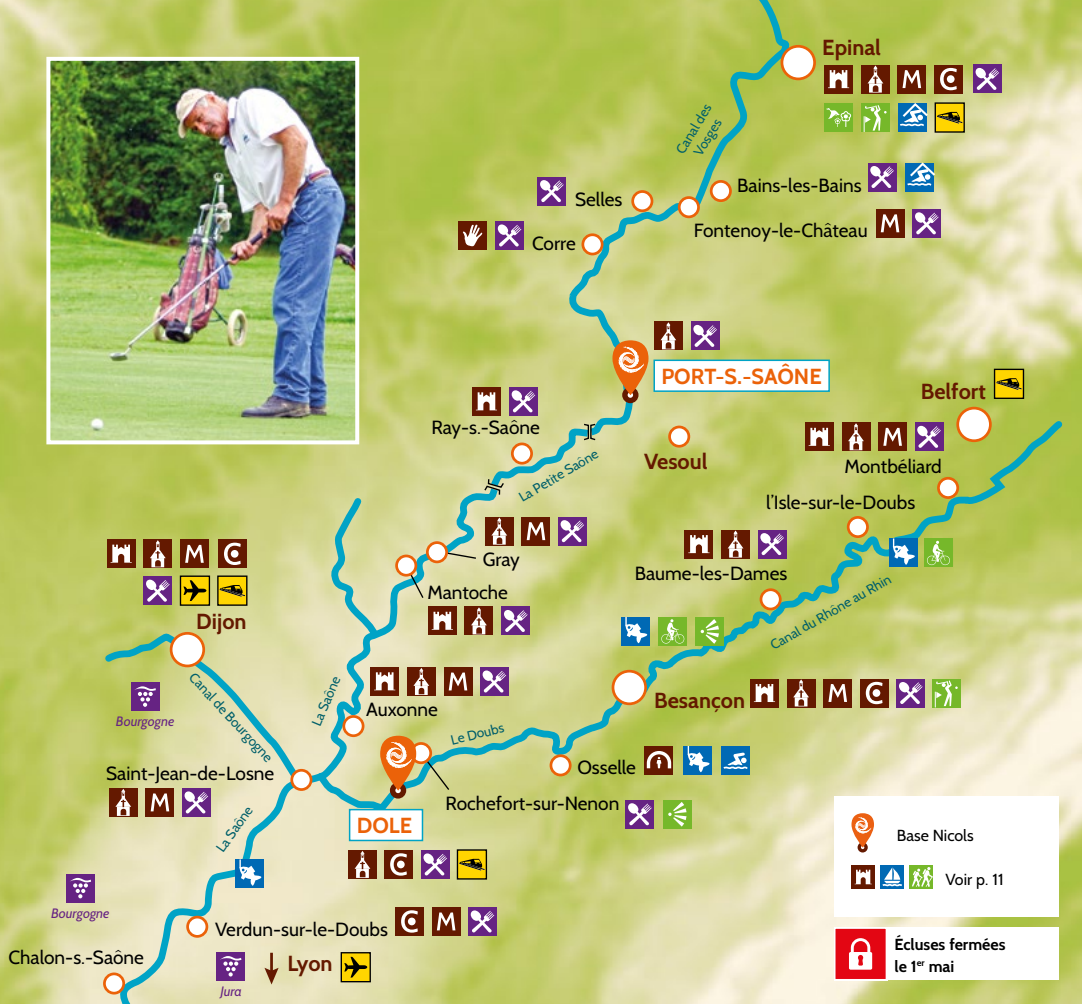 Epinal
M
Canal des
Vosges
Bains-les-Bains
Selles
Fontenoy-le-Château
M
Corre
PORT-S.-SAÔNE
Belfort
Ray-s.-Saône
M
Vesoul
Montbéliard
La Petite Saône
l'Isle-sur-le-Doubs
M
Gray
Baume-les-Dames
M
Mantoche
Canal du Rhône au Rhin
Dijon
Bourgogne
Canal de Bourgogne
La Saône
M
Auxonne
Besançon
M
Le Doubs
Osselle
Saint-Jean-de-Losne
M
Rochefort-sur-Nenon
DOLE
La Saône
Bourgogne
Verdun-sur-le-Doubs
M
Chalon-s.-Saône
Jura
Lyon
Base Nicols
Voir p. 11
Écluses fermées
le 1er mai